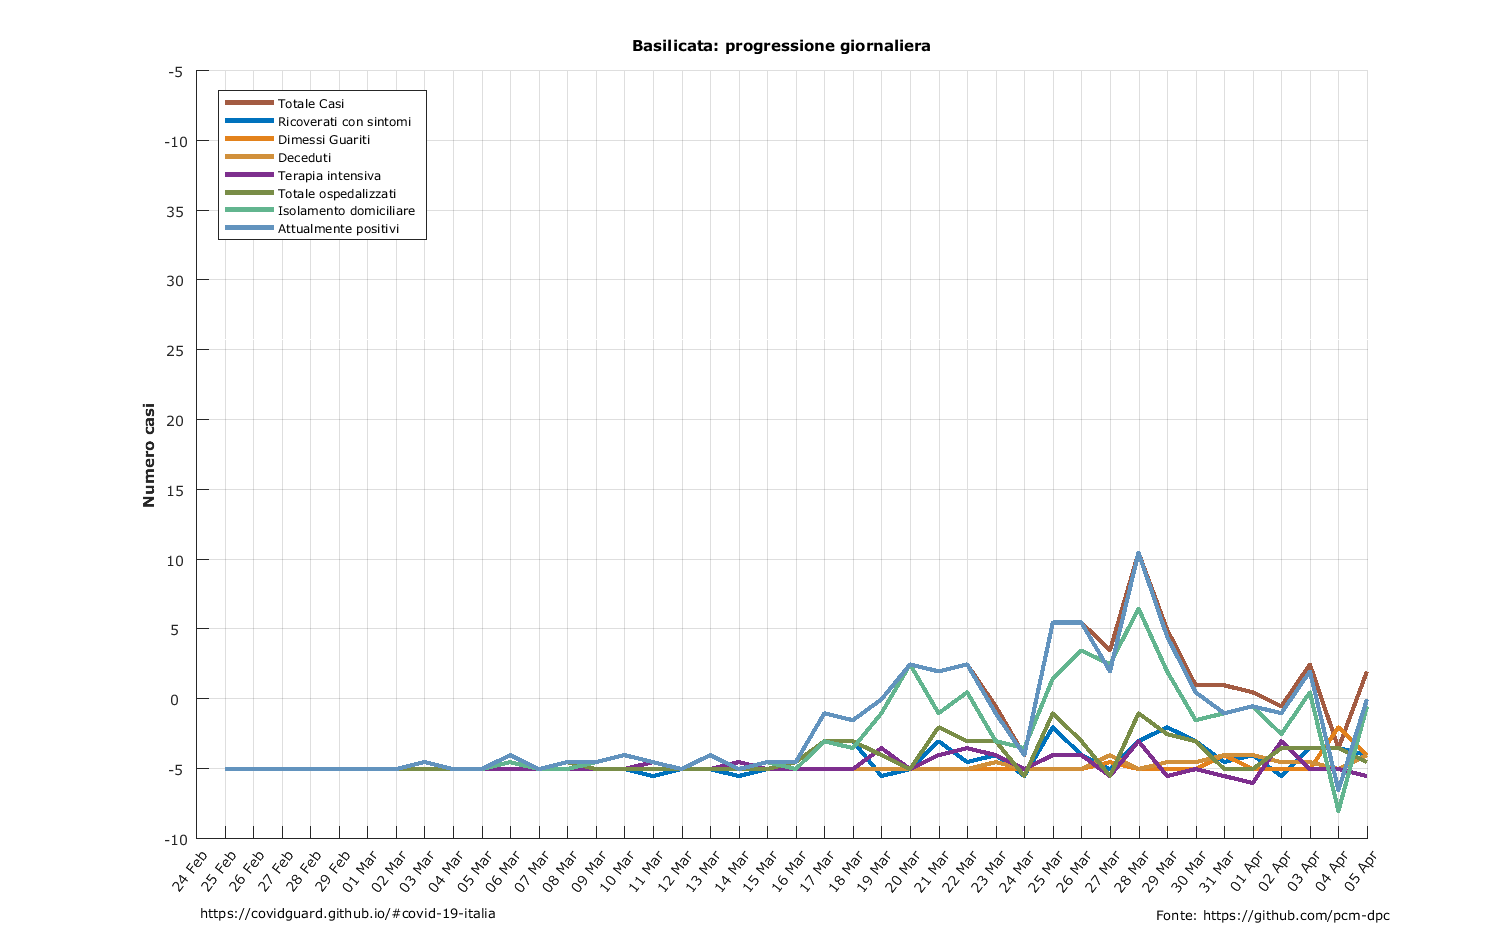 Basilicata: progressione giornaliera
-5
-10
35
30
25
20
15
10
5
0
-5
-10
Numero casi
Totale Casi
Ricoverati con sintomi
Dimessi Guariti
Deceduti
Terapia intensiva
Totale ospedalizzati
Isolamento domiciliare
Attualmente positivi
24 Feb
25 Feb
26 Feb
27 Feb
28 Feb
29 Feb
01 Mar
02 Mar
03 Mar
04 Mar
05 Mar
06 Mar
07 Mar
08 Mar
09 Mar
10 Mar
11 Mar
12 Mar
13 Mar
14 Mar
15 Mar
16 Mar
17 Mar
18 Mar
19 Mar
20 Mar
21 Mar
22 Mar
23 Mar
24 Mar
25 Mar
26 Mar
27 Mar
28 Mar
29 Mar
30 Mar
31 Mar
01 Apr
02 Apr
03 Apr
04 Apr
05 Apr
https://covidguard.github.io/#covid-19-italia
Fonte: https://github.com/pcm-dpc